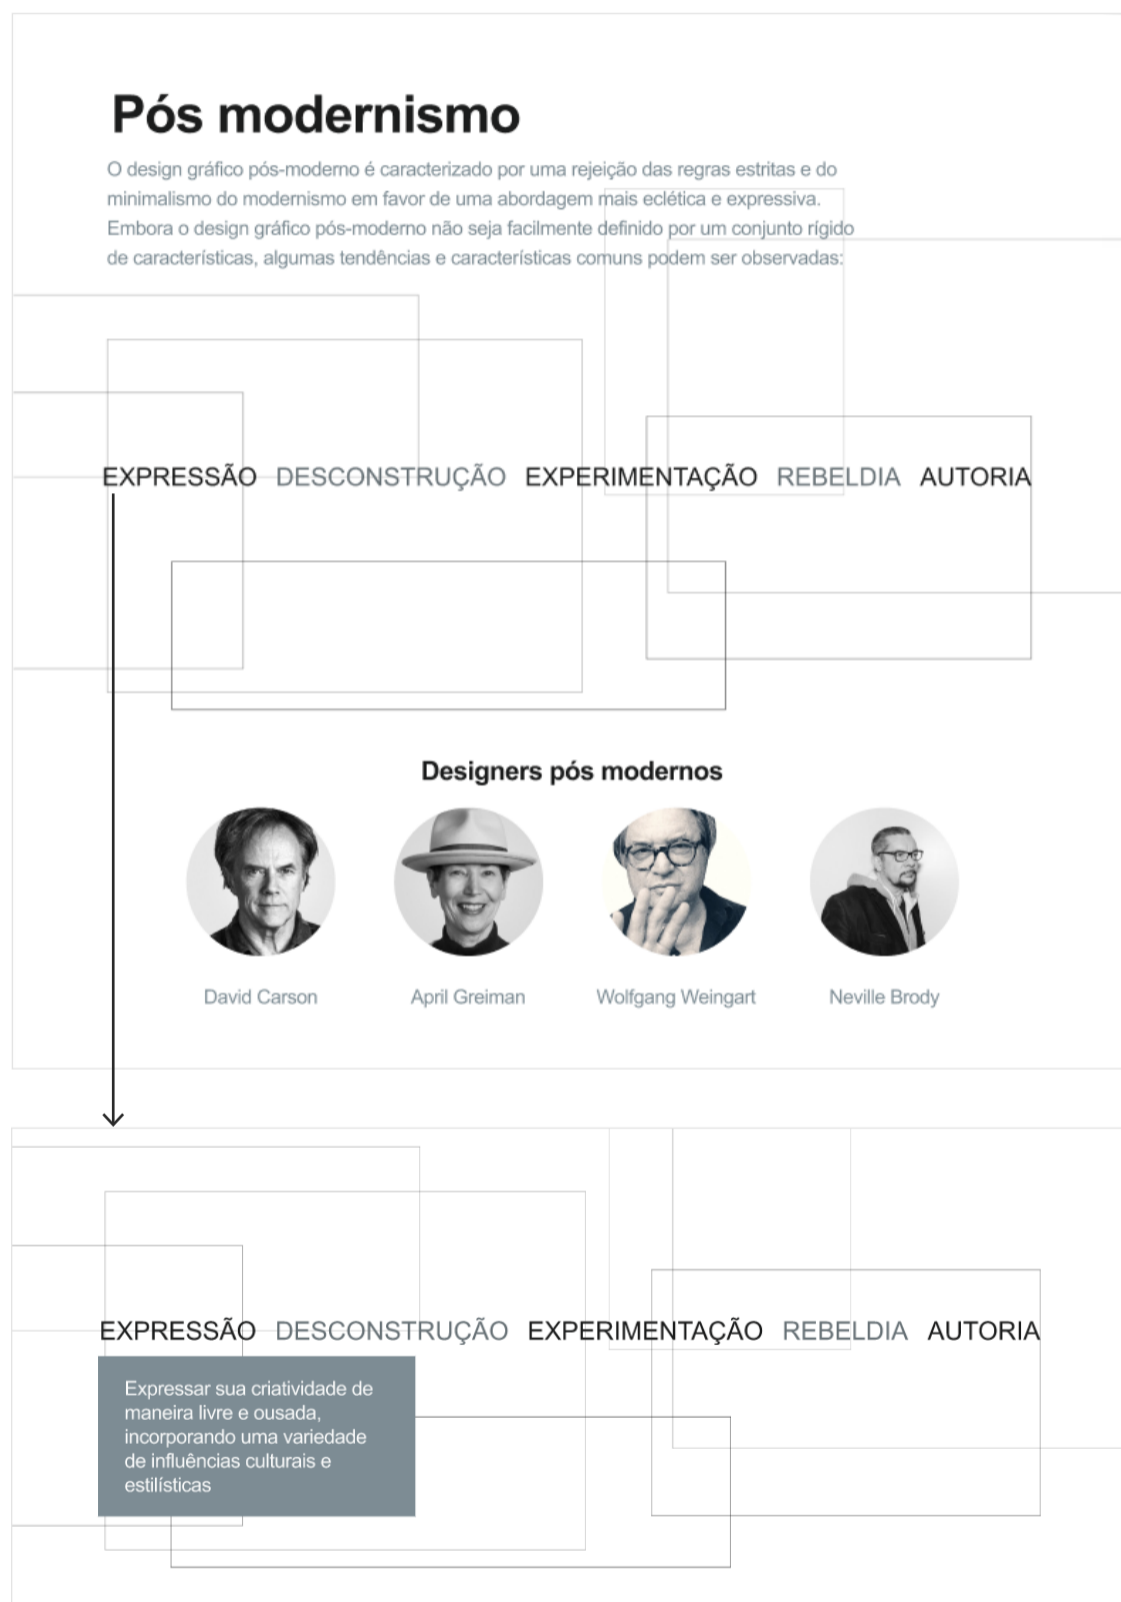 Pós modernismo
O design gráfico pós-moderno é caracterizado por uma rejeição das regras estritas e do
minimalismo do modernismo em favor de uma abordagem mais eclética e expressiva.
Embora o design gráfico pós-moderno não seja facilmente definido por um conjunto rígido
de características, algumas tendências e características comuns podem ser observadas:
EXPRESSÃO DESCONSTRUÇÃO EXPERIMENTAÇÃO REBELDIA AUTORIA
Designers pós modernos
David Carson April Greiman Wolfgang Weingart Neville Brody
EXPRESSÃO DESCONSTRUÇÃO EXPERIMENTAÇÃO REBELDIA AUTORIA
Expressar sua criatividade de
maneira livre e ousada,
incorporando uma variedade
de influências culturais e
estilísticas